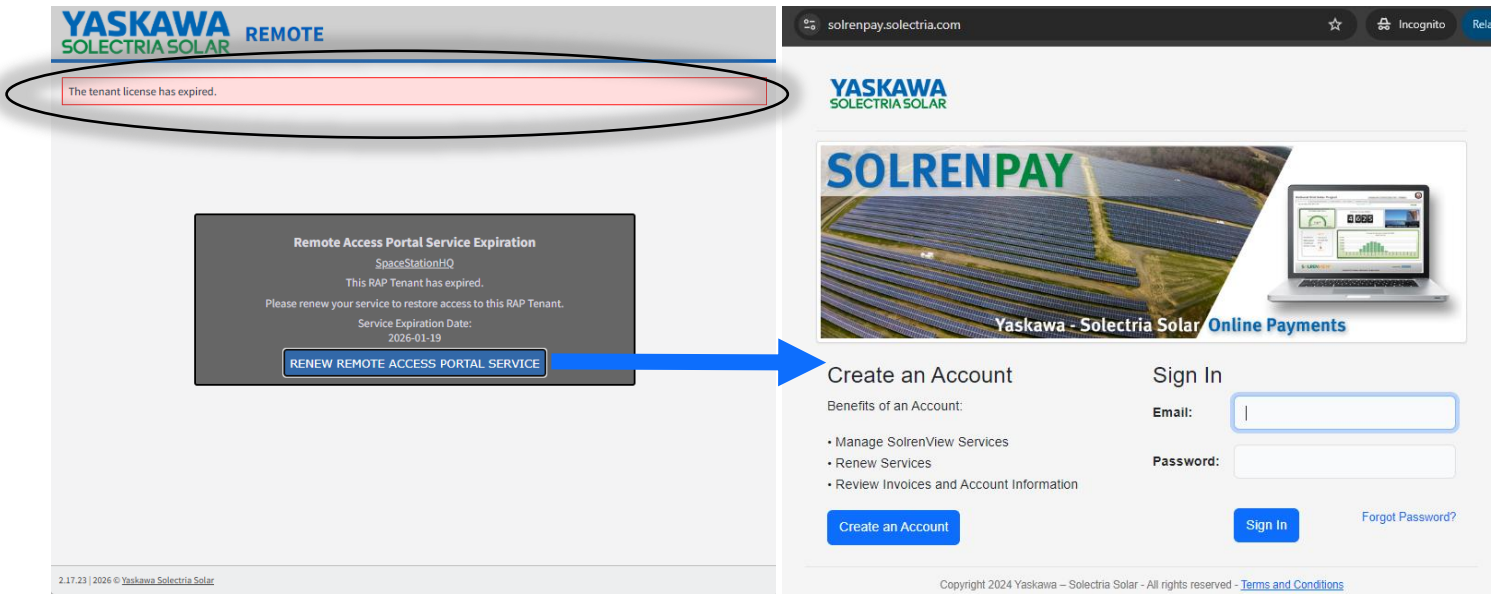 YASKAWA
SOLECTRIA SOLAR
REMOTE
The tenant license has expired.
Remote Access Portal Service Expiration
SpaceStationHQ
This RAP Tenant has expired.
Please renew your service to restore access to this RAP Tenant.
Service Expiration Date:
2026-01-19
RENEW REMOTE ACCESS PORTAL SERVICE
2.17.23 | 2026 © Yaskawa Solectria Solar
solrenpay.solectria.com
Incognito
Rela
YASKAWA
SOLECTRIA SOLAR
SOLRENPAY
Yaskawa - Solectria Solar Online Payments
Create an Account
Benefits of an Account:
• Manage SolrenView Services
• Renew Services
• Review Invoices and Account Information
Create an Account
Sign In
Email:
Password:
Sign In
Forgot Password?
Copyright 2024 Yaskawa – Solectria Solar - All rights reserved - Terms and Conditions